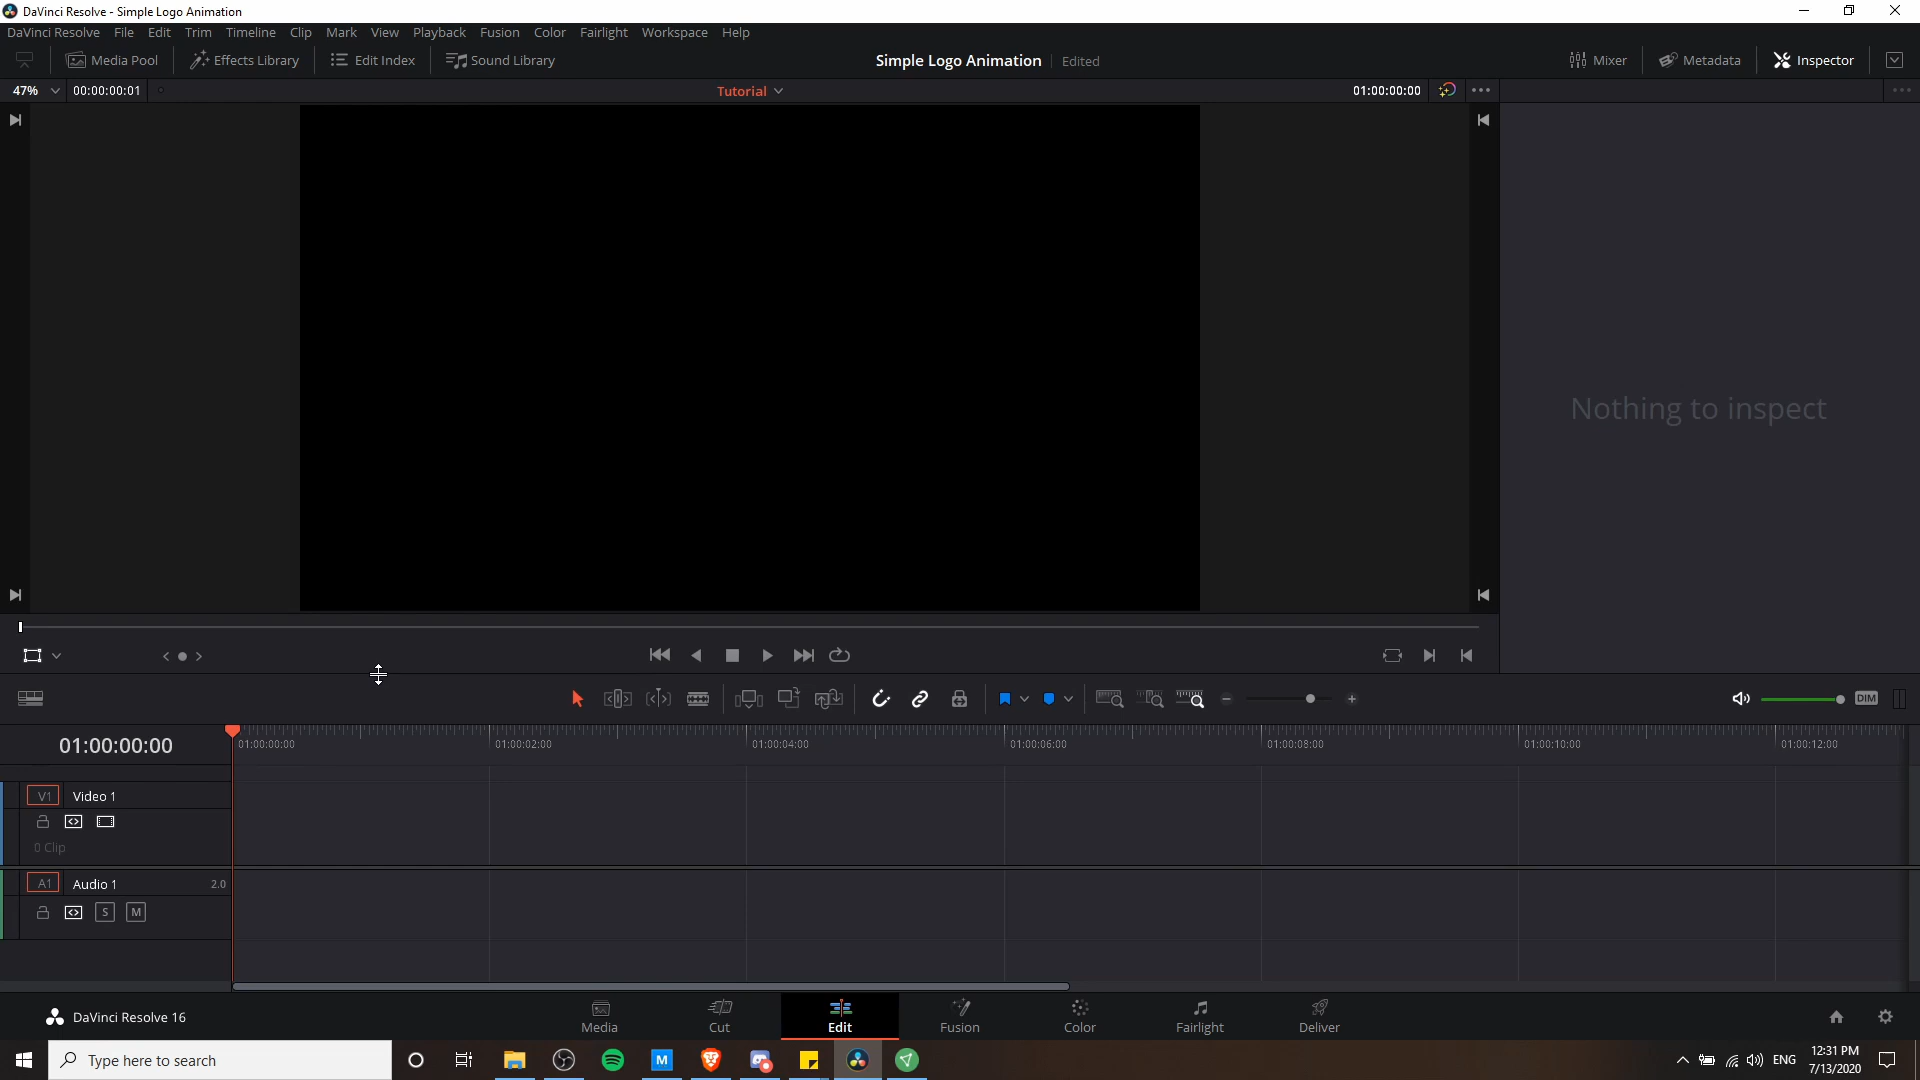 DaVinci Resolve - Simple Logo Animation
DaVinci Resolve File Edit Trim Timeline Clip Mark View Playback Fusion Color Fairlight Workspace Help
Media Pool Effects Library Edit Index Sound Library Simple Logo Animation Edited Mixer Metadata Inspector
47% 00:00:00:01 Tutorial 01:00:00:00
Nothing to inspect
DIM
01:00:00:00 01:00:00:00 01:00:02:00 01:00:04:00 01:00:06:00 01:00:08:00 01:00:10:00 01:00:12:00
V1 Video 1
0 Clip
A1 Audio 1 2.0
S M
DaVinci Resolve 16 Media Cut Edit Fusion Color Fairlight Deliver
Type here to search M ENG 12:31 PM
7/13/2020